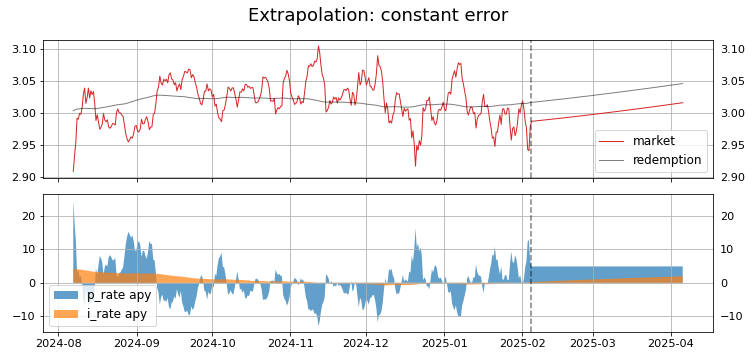 Extrapolation: constant error
3.10 3.10
3.05 3.05
3.00 3.00
2.95 2.95
2.90 2.90
market
redemption
20 20
10 10
0 0
−10 −10
p_rate apy
i_rate apy
2024-08 2024-09 2024-10 2024-11 2024-12 2025-01 2025-02 2025-03 2025-04